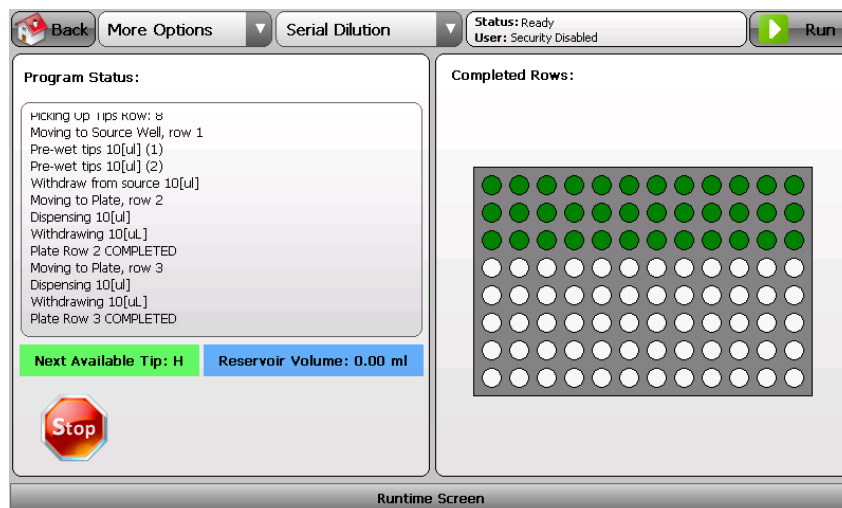 Back
More Options
Serial Dilution
Status: Ready
User: Security Disabled
Run
Program Status:
Picking Up Tips Row: 8
Moving to Source Well, row 1
Pre-wet tips 10[ul] (1)
Pre-wet tips 10[ul] (2)
Withdraw from source 10[ul]
Moving to Plate, row 2
Dispensing 10[ul]
Withdrawing 10[uL]
Plate Row 2 COMPLETED
Moving to Plate, row 3
Dispensing 10[ul]
Withdrawing 10[uL]
Plate Row 3 COMPLETED
Next Available Tip: H
Reservoir Volume: 0.00 ml
Stop
Completed Rows:
Runtime Screen